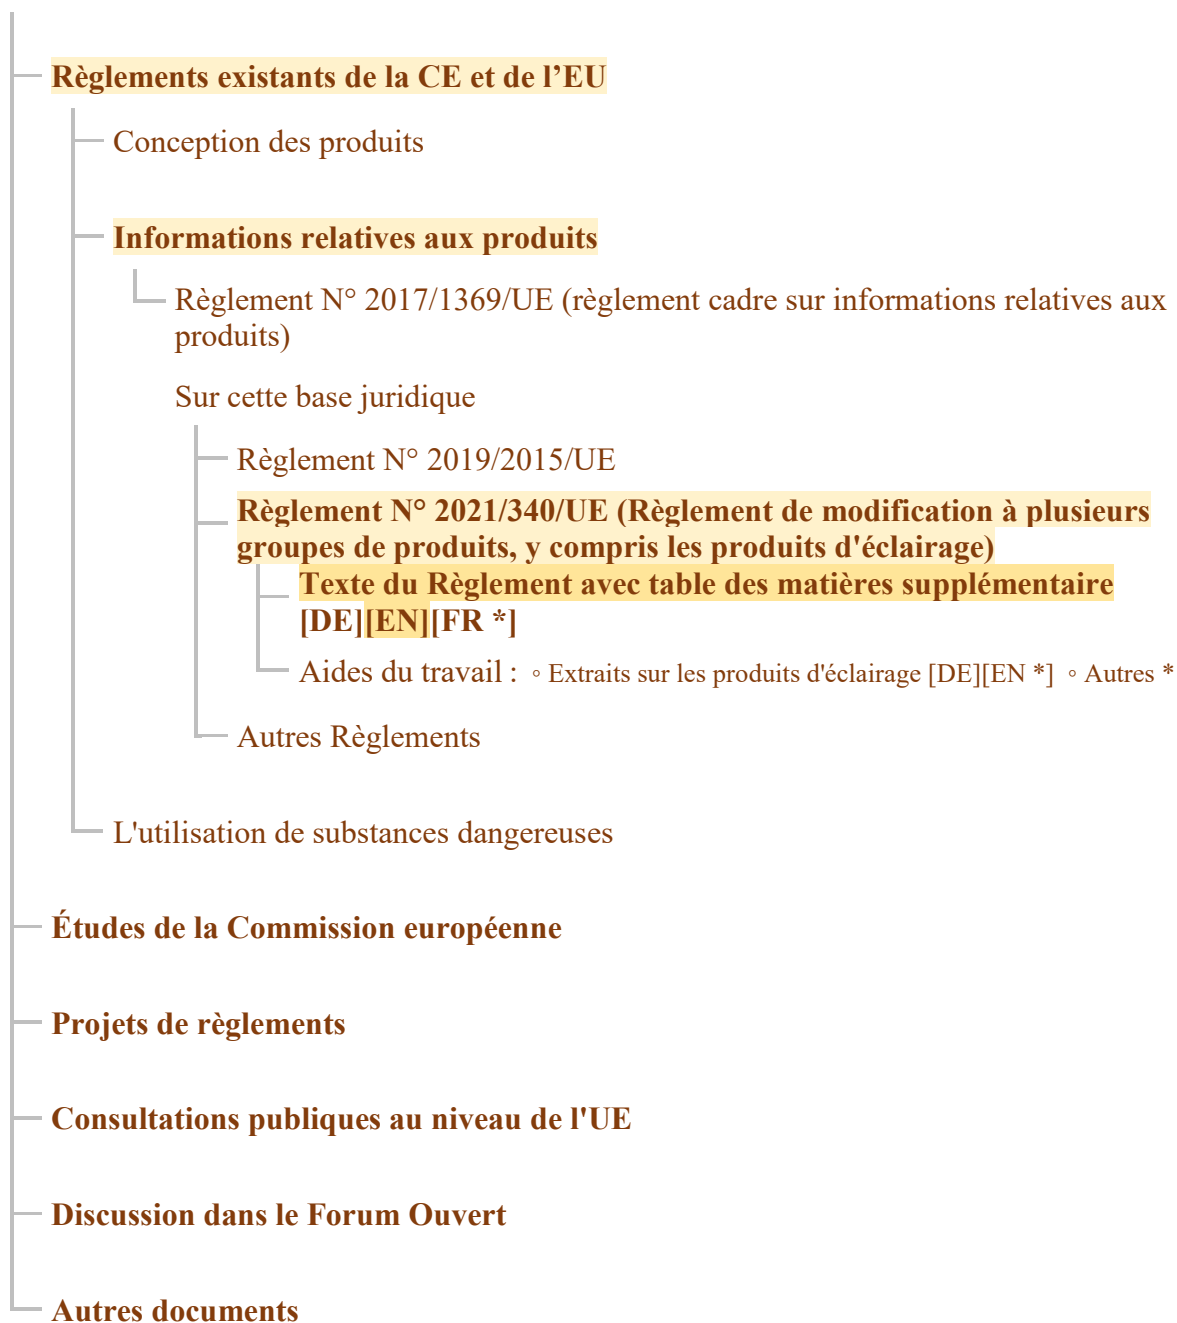 Règlements existants de la CE et de l’EU
Conception des produits
Informations relatives aux produits
Règlement N° 2017/1369/UE (règlement cadre sur informations relatives aux
produits)
Sur cette base juridique
Règlement N° 2019/2015/UE
Règlement N° 2021/340/UE (Règlement de modification à plusieurs
groupes de produits, y compris les produits d'éclairage)
Texte du Règlement avec table des matières supplémentaire
[DE][EN][FR *]
Aides du travail : ◦ Extraits sur les produits d'éclairage [DE][EN *] ◦ Autres *
Autres Règlements
L'utilisation de substances dangereuses
Études de la Commission européenne
Projets de règlements
Consultations publiques au niveau de l'UE
Discussion dans le Forum Ouvert
Autres documents